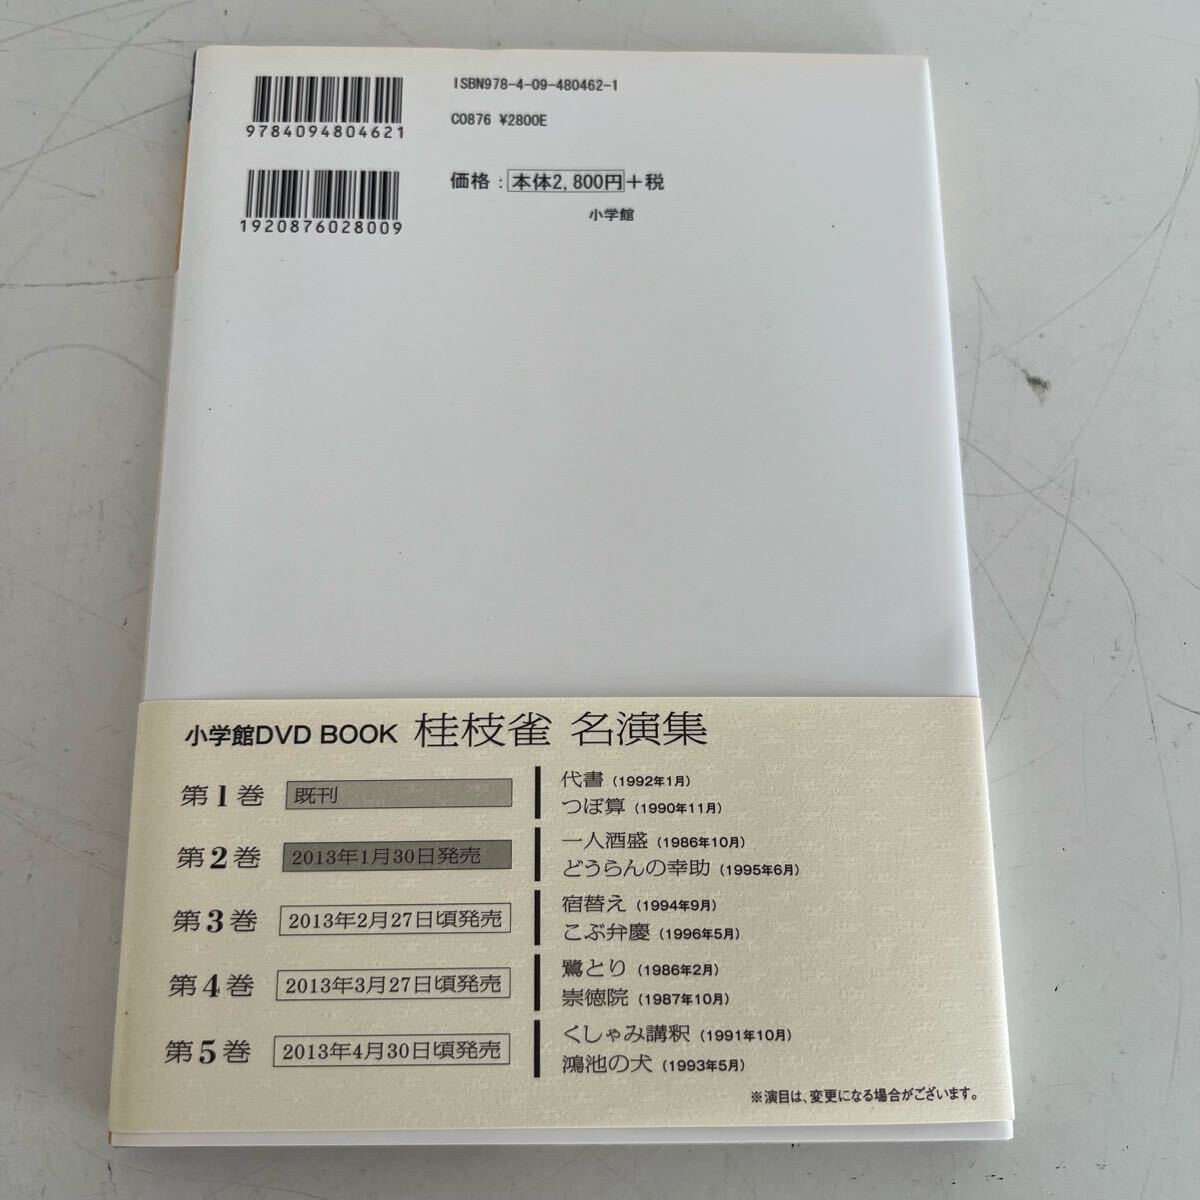 ISBN978-4-09-480462-1
9784094804621
C0876 ¥2800E
価格：本体2,800円＋税
小学館
1920876028009
小学館DVD BOOK 桂枝雀 名演集
第1巻 既刊
代書（1992年1月）
つぼ算（1990年11月）
第2巻 2013年1月30日発売
一人酒盛（1986年10月）
どうらんの幸助（1995年6月）
第3巻 2013年2月27日頃発売
宿替え（1994年9月）
こぶ弁慶（1996年5月）
第4巻 2013年3月27日頃発売
鷺とり（1986年2月）
崇徳院（1987年10月）
第5巻 2013年4月30日頃発売
くしゃみ講釈（1991年10月）
鴻池の犬（1993年5月）
※演目は、変更になる場合がございます。